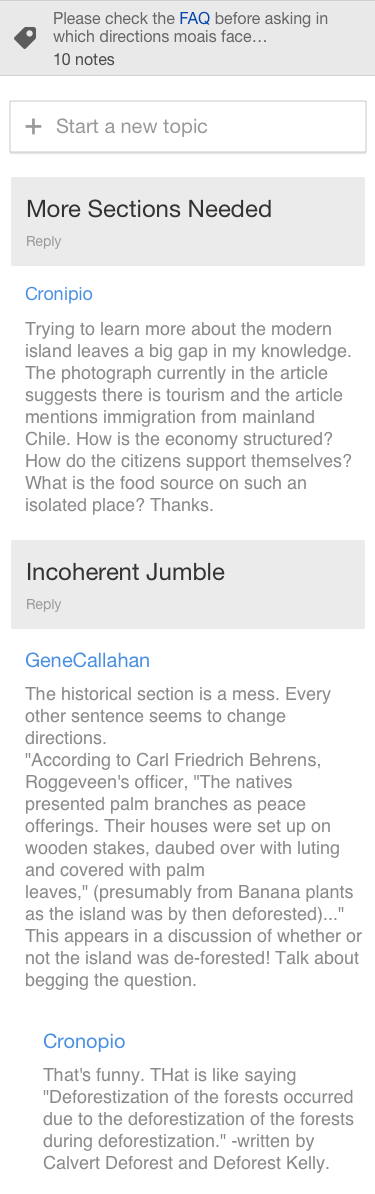 Please check the FAQ before asking in
which directions moais face…
10 notes
+ Start a new topic
More Sections Needed
Reply
Cronipio
Trying to learn more about the modern
island leaves a big gap in my knowledge.
The photograph currently in the article
suggests there is tourism and the article
mentions immigration from mainland
Chile. How is the economy structured?
How do the citizens support themselves?
What is the food source on such an
isolated place? Thanks.
Incoherent Jumble
Reply
GeneCallahan
The historical section is a mess. Every
other sentence seems to change
directions.
"According to Carl Friedrich Behrens,
Roggeveen's officer, "The natives
presented palm branches as peace
offerings. Their houses were set up on
wooden stakes, daubed over with luting
and covered with palm
leaves," (presumably from Banana plants
as the island was by then deforested)..."
This appears in a discussion of whether or
not the island was de-forested! Talk about
begging the question.
Cronopio
That's funny. THat is like saying
"Deforestization of the forests occurred
due to the deforestization of the forests
during deforestization." -written by
Calvert Deforest and Deforest Kelly.